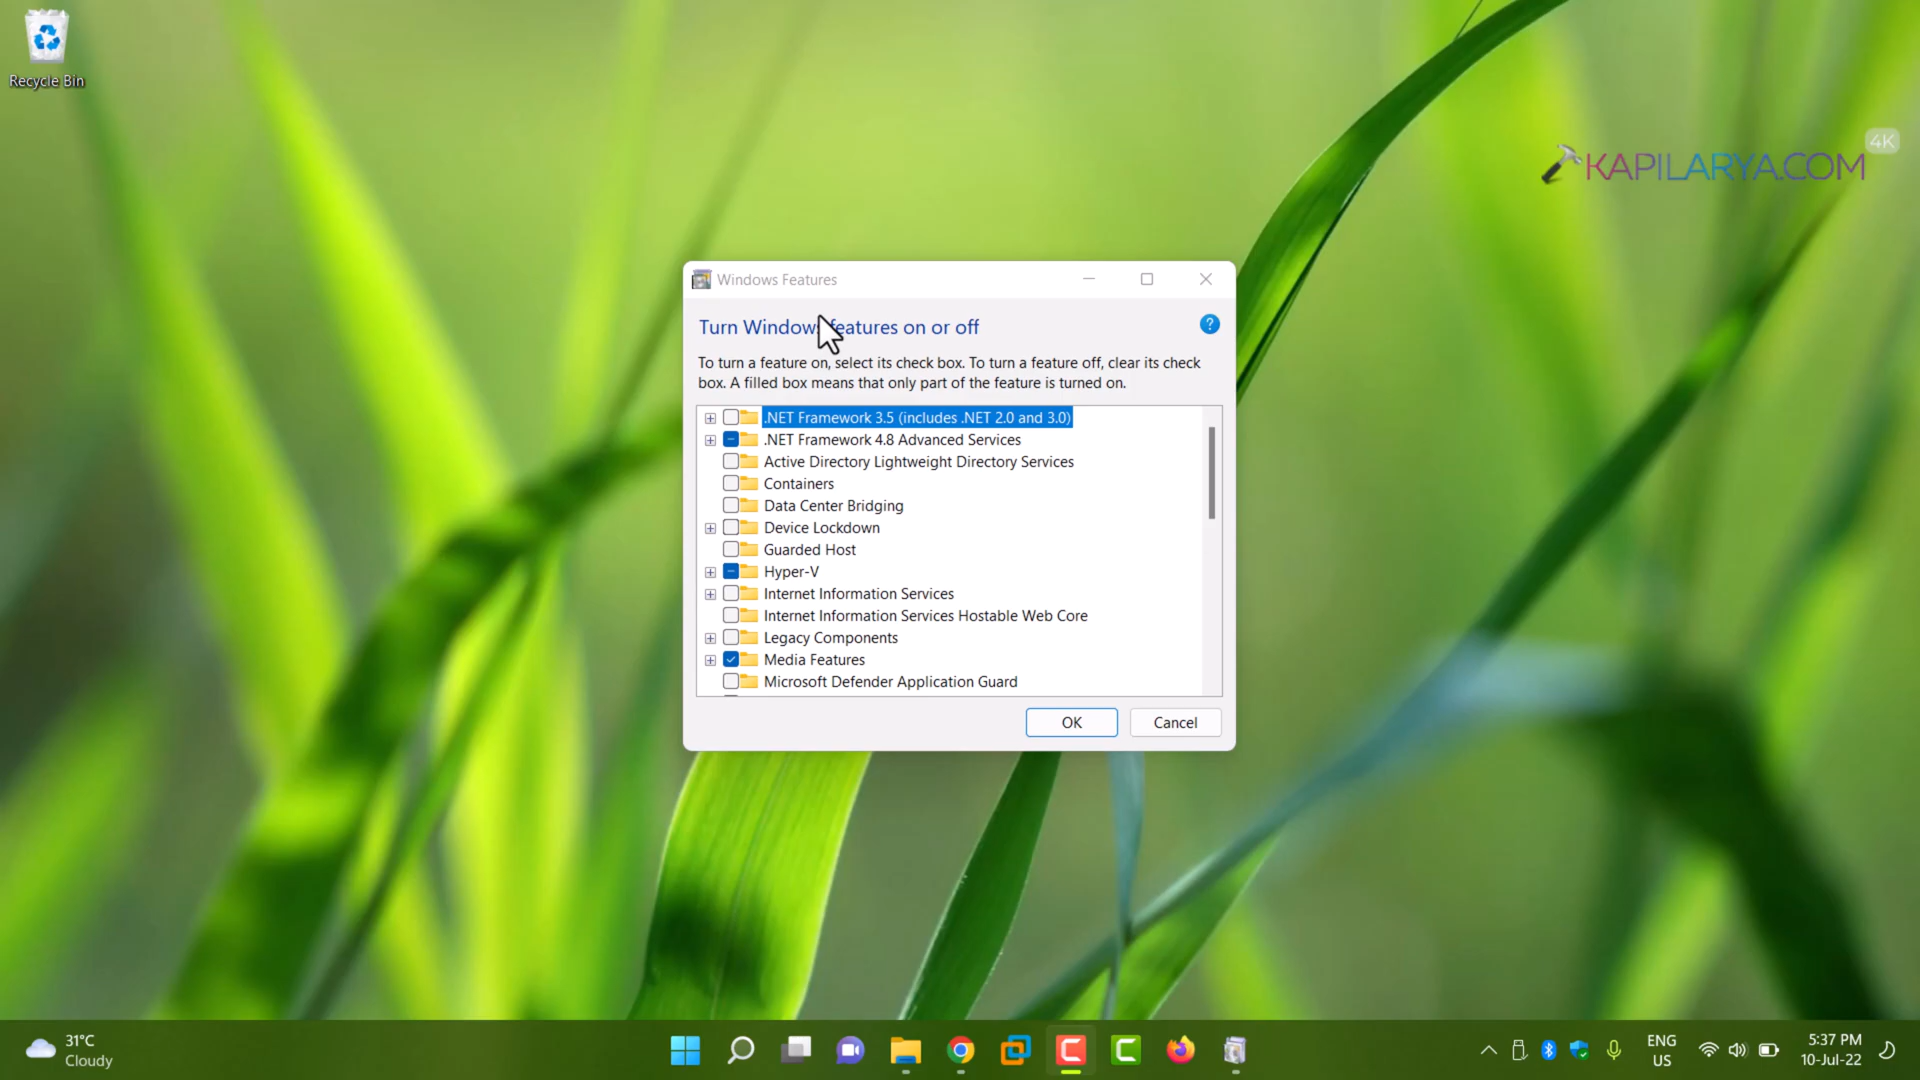 Recycle Bin
4K
KAPILARYA.COM
Windows Features
Turn Windows features on or off
?
To turn a feature on, select its check box. To turn a feature off, clear its check
box. A filled box means that only part of the feature is turned on.
.NET Framework 3.5 (includes .NET 2.0 and 3.0)
.NET Framework 4.8 Advanced Services
Active Directory Lightweight Directory Services
Containers
Data Center Bridging
Device Lockdown
Guarded Host
Hyper-V
Internet Information Services
Internet Information Services Hostable Web Core
Legacy Components
Media Features
Microsoft Defender Application Guard
OK
Cancel
31°C
Cloudy
ENG
US
5:37 PM
10-Jul-22